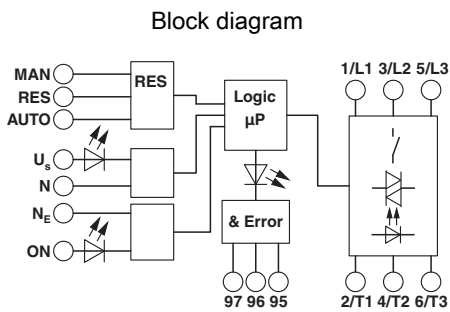 Block diagram
MAN
RES
AUTO
RES
Us
N
NE
ON
Logic
µP
& Error
97 96 95
1/L1 3/L2 5/L3
2/T1 4/T2 6/T3